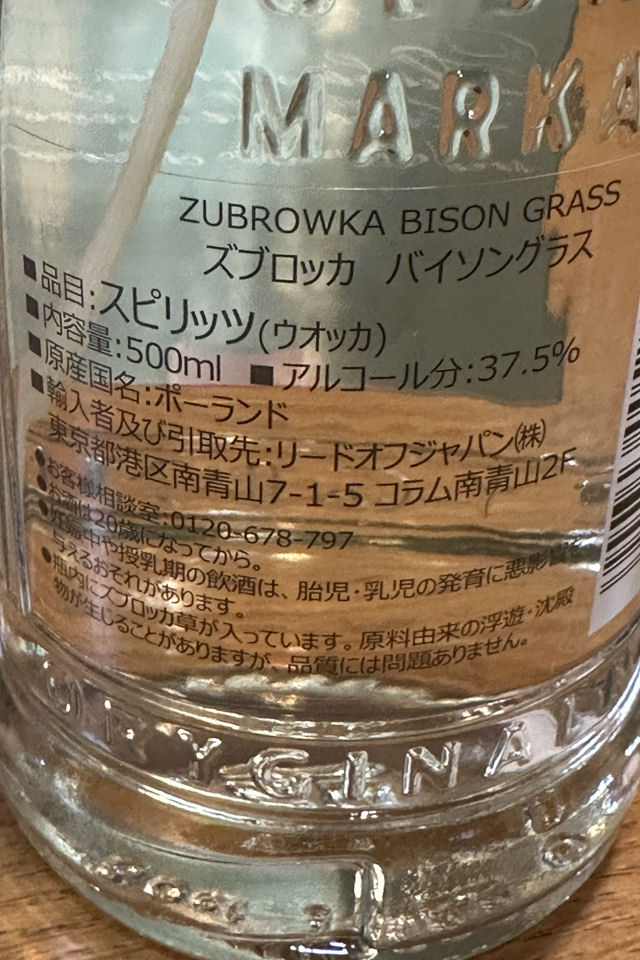 MARKA
ZUBROWKA BISON GRASS
ズブロッカ バイソングラス
■品目:スピリッツ(ウオッカ)
■内容量:500ml ■アルコール分:37.5%
■原産国名:ポーランド
■輸入者及び引取先:リードオフジャパン㈱
東京都港区南青山7-1-5 コラム南青山2F
●お客様相談室:0120-678-797
●お酒は20歳になってから。
●妊娠中や授乳期の飲酒は、胎児・乳児の発育に悪影響を
与えるおそれがあります。
●瓶内にズブロッカ草が入っています。原料由来の浮遊・沈殿
物が生じることがありますが、品質には問題ありません。
ORYGINAL